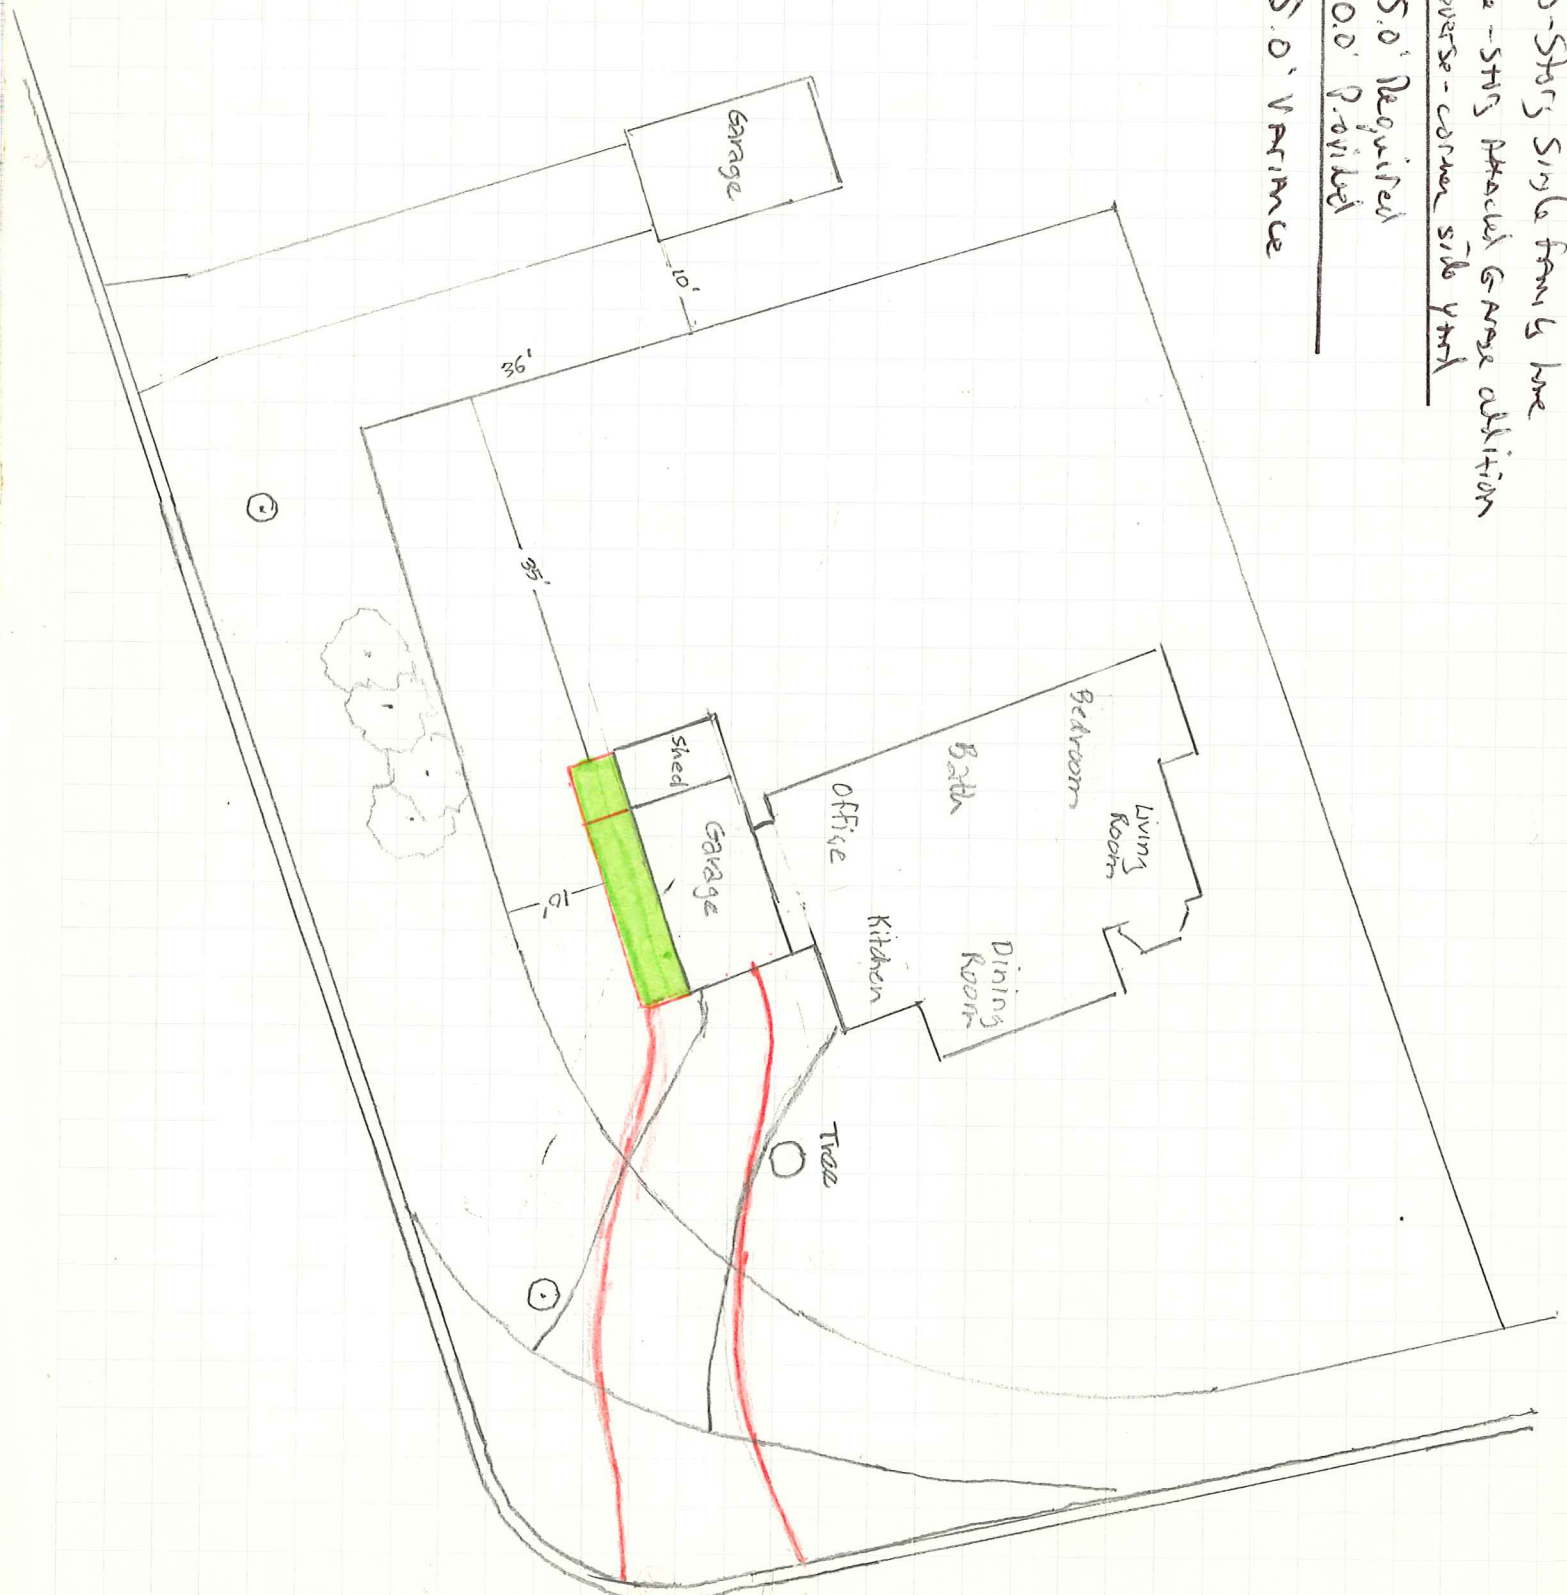 o-Story Single family home
e-Story Attached Garage addition
verse-corner side yard
5.0' Required
0.0' Provided
5.0' Variance
Garage
10'
36'
35'
Shed
Garage
10'
Bedroom
Bath
Office
Living
Room
Kitchen
Dining
Room
Tree